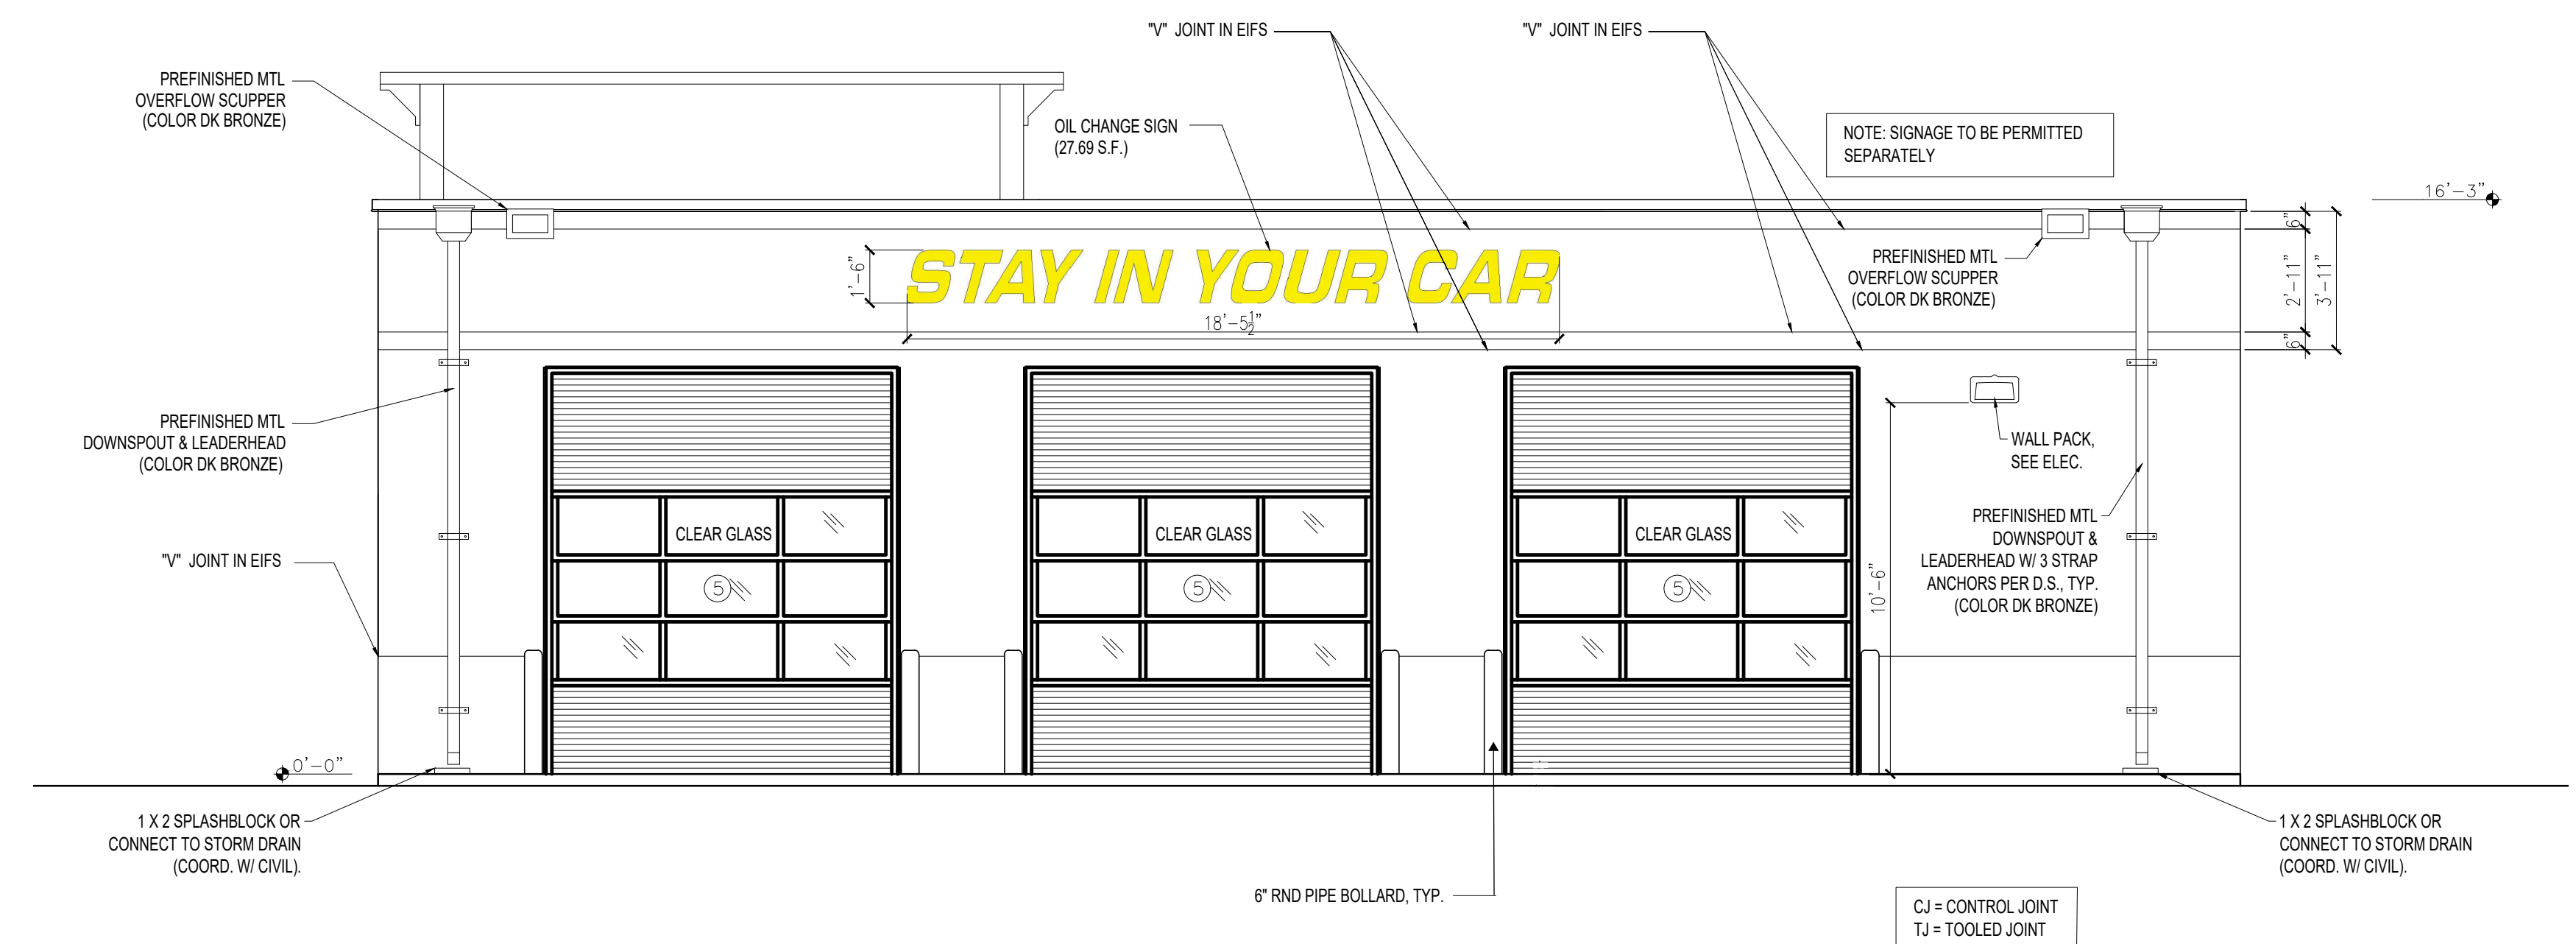 "V" JOINT IN EIFS
"V" JOINT IN EIFS
PREFINISHED MTL
OVERFLOW SCUPPER
(COLOR DK BRONZE)
OIL CHANGE SIGN
(27.69 S.F.)
NOTE: SIGNAGE TO BE PERMITTED
SEPARATELY
16'-3"
6"
PREFINISHED MTL
OVERFLOW SCUPPER
(COLOR DK BRONZE)
1'-6"
STAY IN YOUR CAR
18'-5½"
2'-11"
3'-11"
6"
PREFINISHED MTL
DOWNSPOUT & LEADERHEAD
(COLOR DK BRONZE)
WALL PACK,
SEE ELEC.
CLEAR GLASS
CLEAR GLASS
CLEAR GLASS
5
5
5
10'-6"
PREFINISHED MTL
DOWNSPOUT &
LEADERHEAD W/ 3 STRAP
ANCHORS PER D.S., TYP.
(COLOR DK BRONZE)
"V" JOINT IN EIFS
0'-0"
1 X 2 SPLASHBLOCK OR
CONNECT TO STORM DRAIN
(COORD. W/ CIVIL).
6" RND PIPE BOLLARD, TYP.
1 X 2 SPLASHBLOCK OR
CONNECT TO STORM DRAIN
(COORD. W/ CIVIL).
CJ = CONTROL JOINT
TJ = TOOLED JOINT